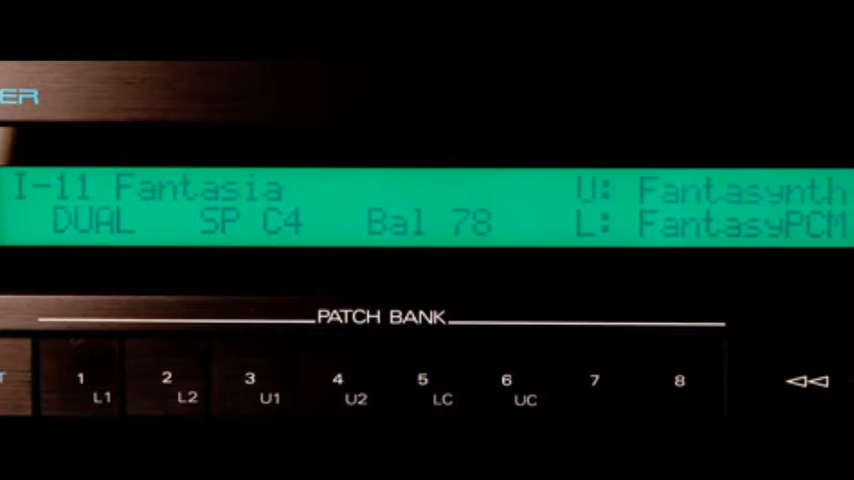 ER
I-11 Fantasia U: Fantasynth
DUAL SP C4 Bal 78 L: FantasyPCM
PATCH BANK
T 1 2 3 4 5 6 7 8
L1 L2 U1 U2 LC UC